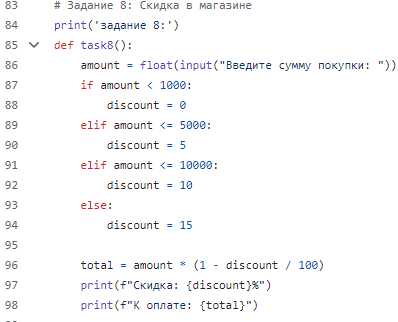 83 # Задание 8: Скидка в магазине
84 print('задание 8:')
85 def task8():
86     amount = float(input("Введите сумму покупки: "))
87     if amount < 1000:
88         discount = 0
89     elif amount <= 5000:
90         discount = 5
91     elif amount <= 10000:
92         discount = 10
93     else:
94         discount = 15
95
96     total = amount * (1 - discount / 100)
97     print(f"Скидка: {discount}%")
98     print(f"К оплате: {total}")